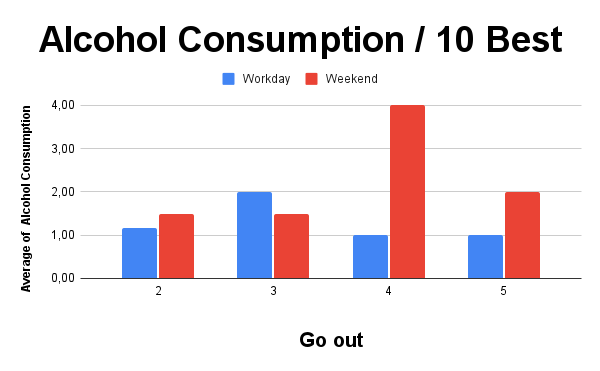 Alcohol Consumption / 10 Best
Workday Weekend
Average of Alcohol Consumption
4,00
3,00
2,00
1,00
0,00
2 3 4 5
Go out